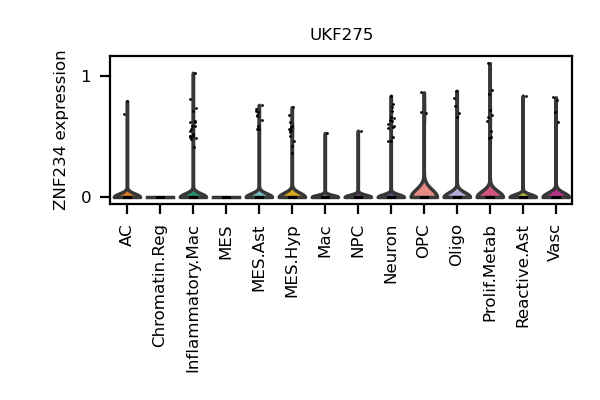 UKF275
ZNF234 expression
1
0
AC
Chromatin.Reg
Inflammatory.Mac
MES
MES.Ast
MES.Hyp
Mac
NPC
Neuron
OPC
Oligo
Prolif.Metab
Reactive.Ast
Vasc